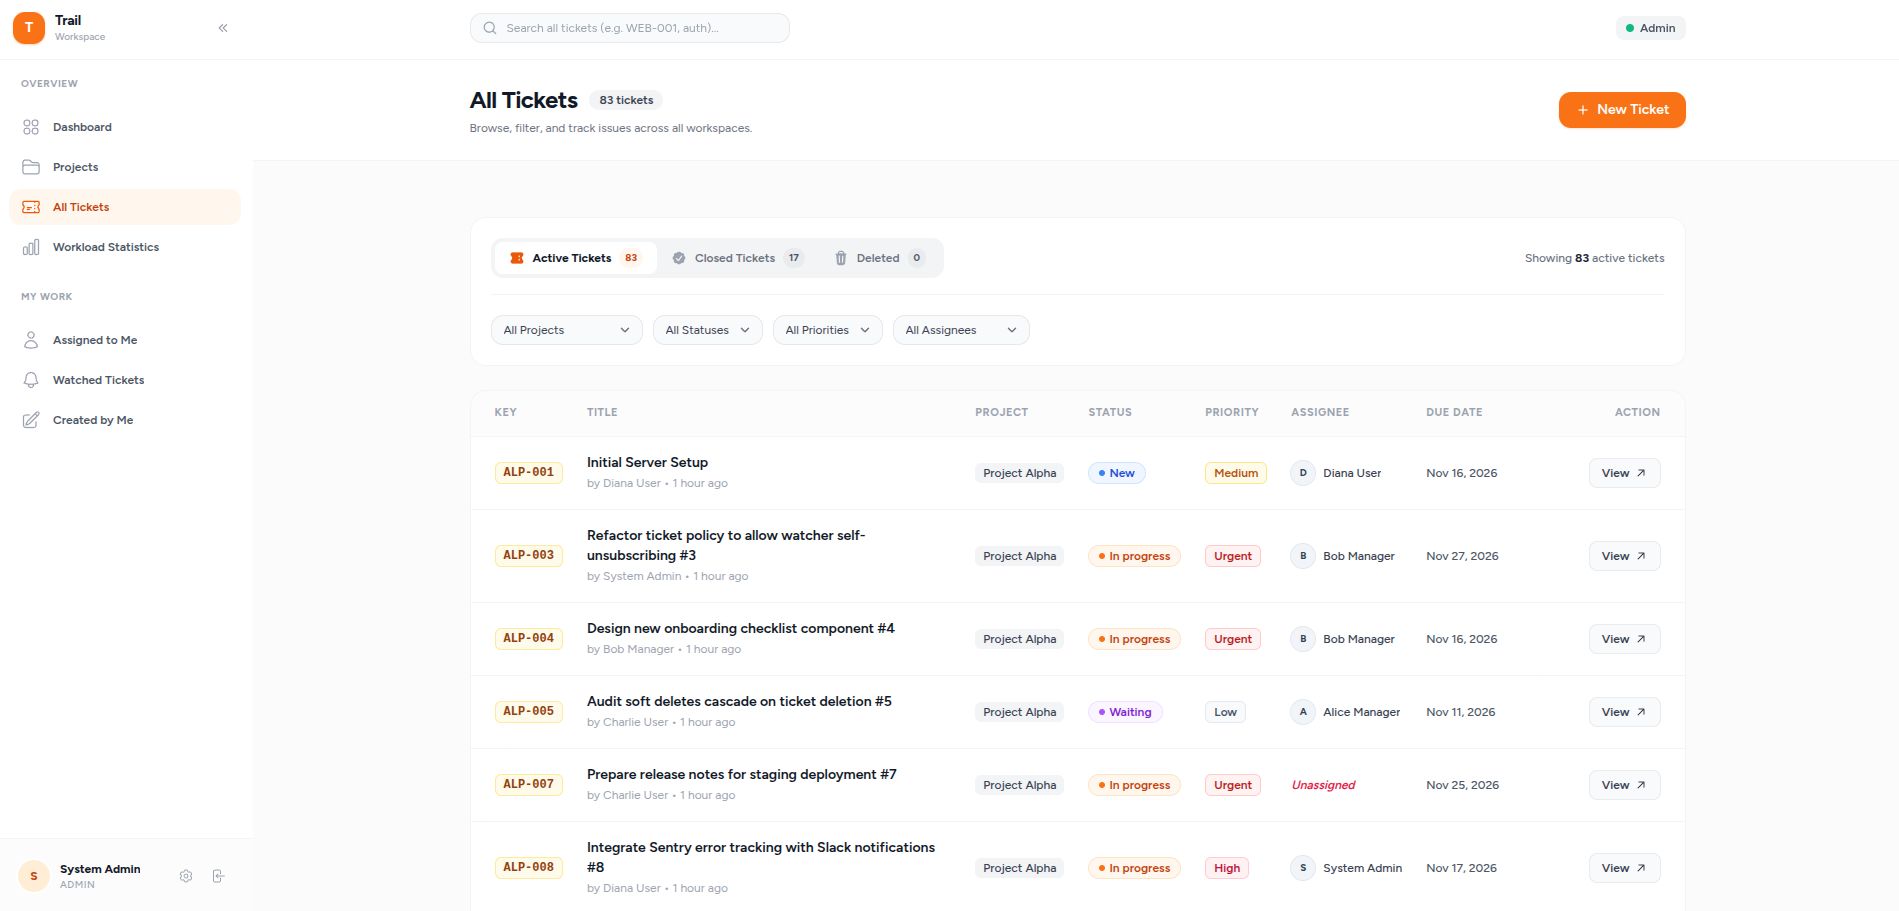 T
Trail
Workspace
Search all tickets (e.g. WEB-001, auth)...
Admin
OVERVIEW
Dashboard
Projects
All Tickets
Workload Statistics
MY WORK
Assigned to Me
Watched Tickets
Created by Me
S
System Admin
ADMIN
All Tickets 83 tickets
Browse, filter, and track issues across all workspaces.
+ New Ticket
Active Tickets 83 Closed Tickets 17 Deleted 0
Showing 83 active tickets
All Projects All Statuses All Priorities All Assignees
KEY TITLE PROJECT STATUS PRIORITY ASSIGNEE DUE DATE ACTION
ALP-001 Initial Server Setup Project Alpha New Medium D Diana User Nov 16, 2026 View
by Diana User • 1 hour ago
Refactor ticket policy to allow watcher self-
ALP-003 unsubscribing #3 Project Alpha In progress Urgent B Bob Manager Nov 27, 2026 View
by System Admin • 1 hour ago
ALP-004 Design new onboarding checklist component #4 Project Alpha In progress Urgent B Bob Manager Nov 16, 2026 View
by Bob Manager • 1 hour ago
ALP-005 Audit soft deletes cascade on ticket deletion #5 Project Alpha Waiting Low A Alice Manager Nov 11, 2026 View
by Charlie User • 1 hour ago
ALP-007 Prepare release notes for staging deployment #7 Project Alpha In progress Urgent Unassigned Nov 25, 2026 View
by Charlie User • 1 hour ago
Integrate Sentry error tracking with Slack notifications
ALP-008 #8 Project Alpha In progress High S System Admin Nov 17, 2026 View
by Diana User • 1 hour ago